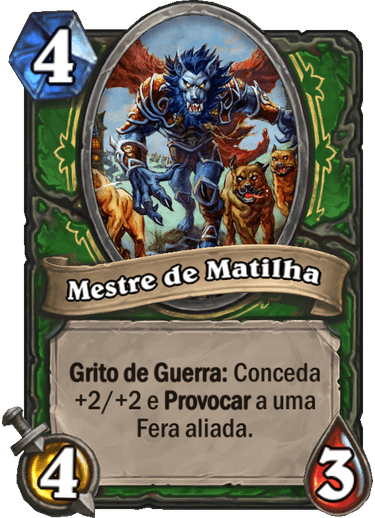 4
Mestre de Matilha
Grito de Guerra: Conceda
+2/+2 e Provocar a uma
Fera aliada.
4
3